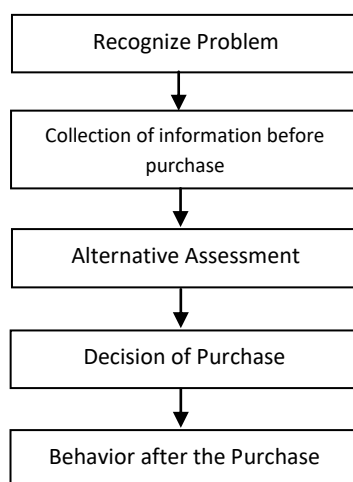 Recognize Problem
Collection of information before
purchase
Alternative Assessment
Decision of Purchase
Behavior after the Purchase